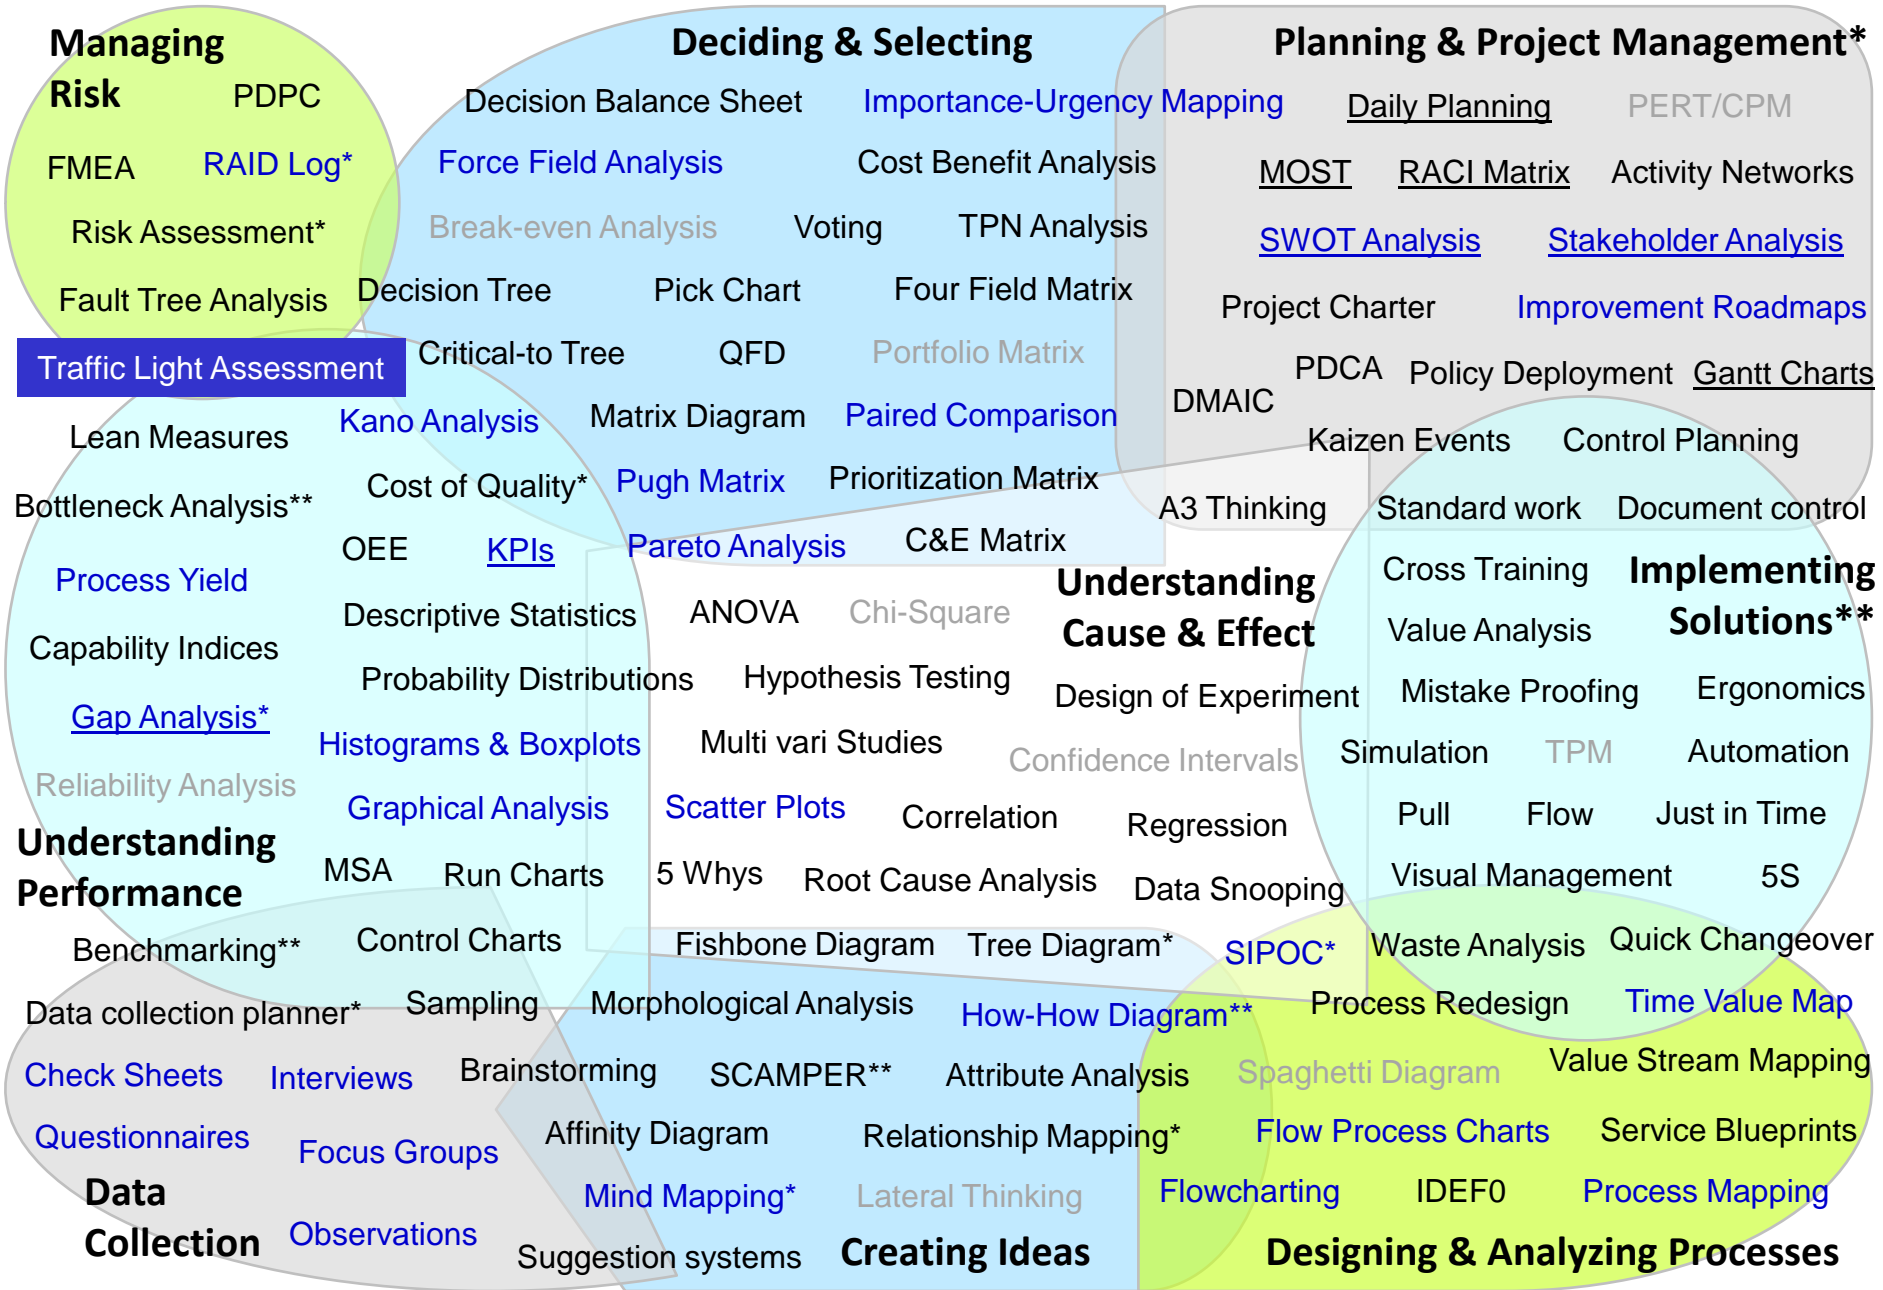 Managing
Risk
PDPC
FMEA
RAID Log*
Risk Assessment*
Fault Tree Analysis
Traffic Light Assessment
Deciding & Selecting
Decision Balance Sheet
Importance-Urgency Mapping
Force Field Analysis
Cost Benefit Analysis
Break-even Analysis
Voting
TPN Analysis
Decision Tree
Pick Chart
Four Field Matrix
Critical-to Tree
QFD
Portfolio Matrix
Kano Analysis
Matrix Diagram
Paired Comparison
Cost of Quality*
Pugh Matrix
Prioritization Matrix
Pareto Analysis
C&E Matrix
Planning & Project Management*
Daily Planning
PERT/CPM
MOST
RACI Matrix
Activity Networks
SWOT Analysis
Stakeholder Analysis
Project Charter
Improvement Roadmaps
PDCA
Policy Deployment
Gantt Charts
DMAIC
Kaizen Events
Control Planning
A3 Thinking
Standard work
Document control
Lean Measures
Bottleneck Analysis**
OEE
KPIs
Process Yield
Descriptive Statistics
Capability Indices
Probability Distributions
Gap Analysis*
Histograms & Boxplots
Reliability Analysis
Graphical Analysis
Understanding
Performance
MSA
Run Charts
Benchmarking**
Control Charts
Understanding
Cause & Effect
ANOVA
Chi-Square
Hypothesis Testing
Design of Experiment
Multi vari Studies
Confidence Intervals
Scatter Plots
Correlation
Regression
5 Whys
Root Cause Analysis
Data Snooping
Fishbone Diagram
Tree Diagram*
SIPOC*
Implementing
Solutions**
Cross Training
Value Analysis
Mistake Proofing
Ergonomics
Simulation
TPM
Automation
Pull
Flow
Just in Time
Visual Management
5S
Waste Analysis
Quick Changeover
Data collection planner*
Sampling
Check Sheets
Interviews
Questionnaires
Focus Groups
Data
Collection
Observations
Morphological Analysis
How-How Diagram**
Brainstorming
SCAMPER**
Attribute Analysis
Affinity Diagram
Relationship Mapping*
Mind Mapping*
Lateral Thinking
Suggestion systems
Creating Ideas
Process Redesign
Time Value Map
Spaghetti Diagram
Value Stream Mapping
Flow Process Charts
Service Blueprints
Flowcharting
IDEF0
Process Mapping
Designing & Analyzing Processes